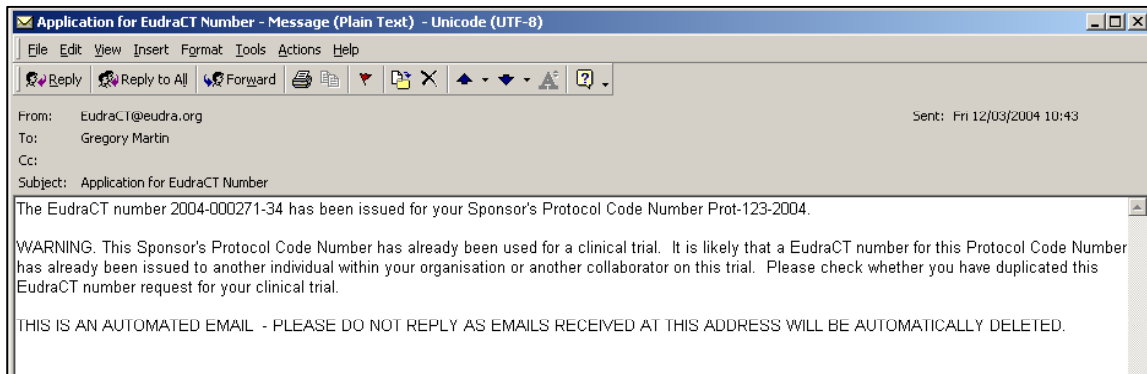 Application for EudraCT Number - Message (Plain Text) - Unicode (UTF-8)
File Edit View Insert Format Tools Actions Help
Reply Reply to All Forward
From: EudraCT@eudra.org Sent: Fri 12/03/2004 10:43
To: Gregory Martin
Cc:
Subject: Application for EudraCT Number
The EudraCT number 2004-000271-34 has been issued for your Sponsor's Protocol Code Number Prot-123-2004.
WARNING. This Sponsor's Protocol Code Number has already been used for a clinical trial. It is likely that a EudraCT number for this Protocol Code Number
has already been issued to another individual within your organisation or another collaborator on this trial. Please check whether you have duplicated this
EudraCT number request for your clinical trial.
THIS IS AN AUTOMATED EMAIL - PLEASE DO NOT REPLY AS EMAILS RECEIVED AT THIS ADDRESS WILL BE AUTOMATICALLY DELETED.